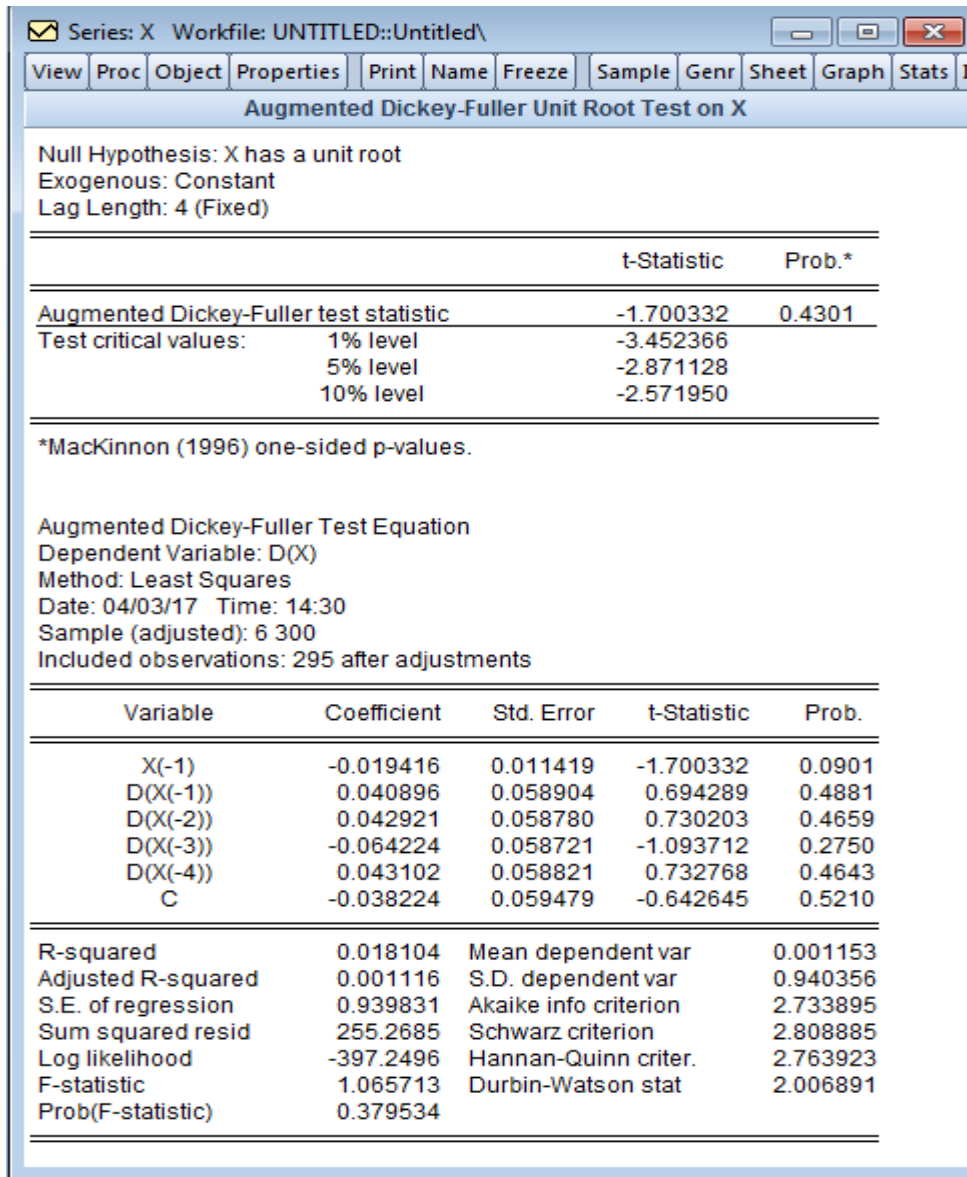 Series: X Workfile: UNTITLED::Untitled\
View Proc Object Properties Print Name Freeze Sample Genr Sheet Graph Stats
Augmented Dickey-Fuller Unit Root Test on X
Null Hypothesis: X has a unit root
Exogenous: Constant
Lag Length: 4 (Fixed)
t-Statistic Prob.*
Augmented Dickey-Fuller test statistic -1.700332 0.4301
Test critical values: 1% level -3.452366
5% level -2.871128
10% level -2.571950
*MacKinnon (1996) one-sided p-values.
Augmented Dickey-Fuller Test Equation
Dependent Variable: D(X)
Method: Least Squares
Date: 04/03/17 Time: 14:30
Sample (adjusted): 6 300
Included observations: 295 after adjustments
Variable Coefficient Std. Error t-Statistic Prob.
X(-1) -0.019416 0.011419 -1.700332 0.0901
D(X(-1)) 0.040896 0.058904 0.694289 0.4881
D(X(-2)) 0.042921 0.058780 0.730203 0.4659
D(X(-3)) -0.064224 0.058721 -1.093712 0.2750
D(X(-4)) 0.043102 0.058821 0.732768 0.4643
C -0.038224 0.059479 -0.642645 0.5210
R-squared 0.018104 Mean dependent var 0.001153
Adjusted R-squared 0.001116 S.D. dependent var 0.940356
S.E. of regression 0.939831 Akaike info criterion 2.733895
Sum squared resid 255.2685 Schwarz criterion 2.808885
Log likelihood -397.2496 Hannan-Quinn criter. 2.763923
F-statistic 1.065713 Durbin-Watson stat 2.006891
Prob(F-statistic) 0.379534